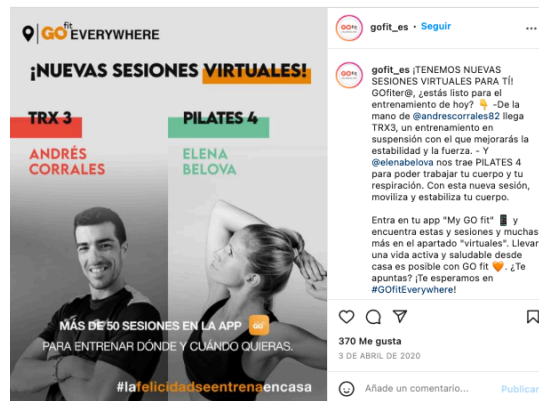 GOfit EVERYWHERE
¡NUEVAS SESIONES VIRTUALES!
TRX 3
ANDRÉS
CORRALES
PILATES 4
ELENA
BELOVA
MÁS DE 50 SESIONES EN LA APP GO
PARA ENTRENAR DÓNDE Y CUÁNDO QUIERAS.
#lafelicidadseentrenaencasa
gofit_es • Seguir
gofit_es ¡TENEMOS NUEVAS
SESIONES VIRTUALES PARA TÍ!
GOfiter@, ¿estás listo para el
entrenamiento de hoy? 👇 -De la
mano de @andrescorrales82 llega
TRX3, un entrenamiento en
suspensión con el que mejorarás la
estabilidad y la fuerza. - Y
@elenabelova nos trae PILATES 4
para poder trabajar tu cuerpo y tu
respiración. Con esta nueva sesión,
moviliza y estabiliza tu cuerpo.
Entra en tu app "My GO fit" 📱 y
encuentra estas y sesiones y muchas
más en el apartado "virtuales". Llevar
una vida activa y saludable desde
casa es posible con GO fit 🧡. ¿Te
apuntas? ¡Te esperamos en
#GOfitEverywhere!
370 Me gusta
3 DE ABRIL DE 2020
Añade un comentario... Publicar